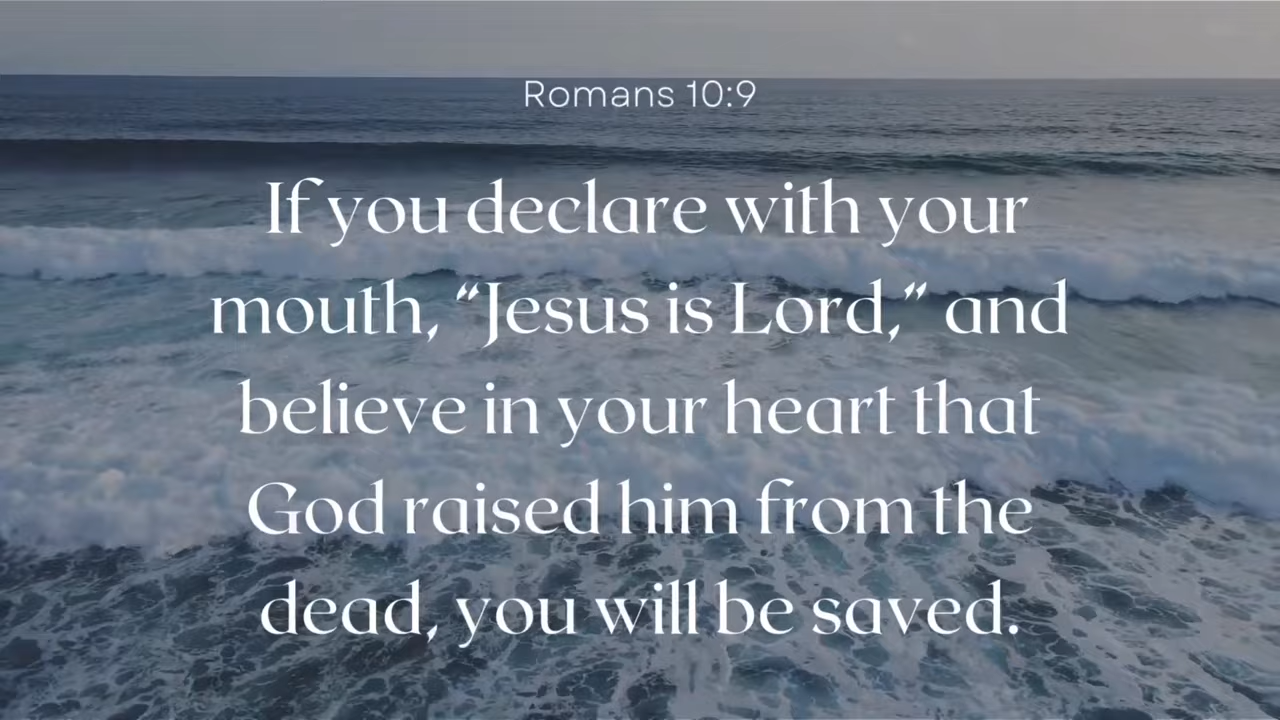 Romans 10:9
If you declare with your
mouth, “Jesus is Lord,” and
believe in your heart that
God raised him from the
dead, you will be saved.